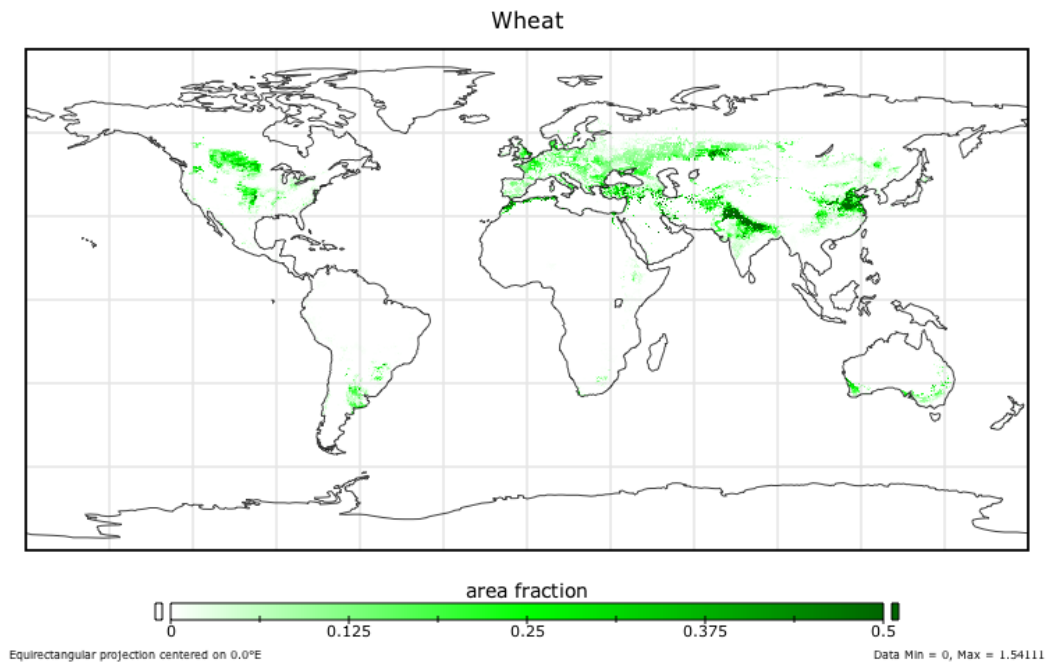 Wheat
area fraction
0 0.125 0.25 0.375 0.5
Equirectangular projection centered on 0.0°E
Data Min = 0, Max = 1.54111